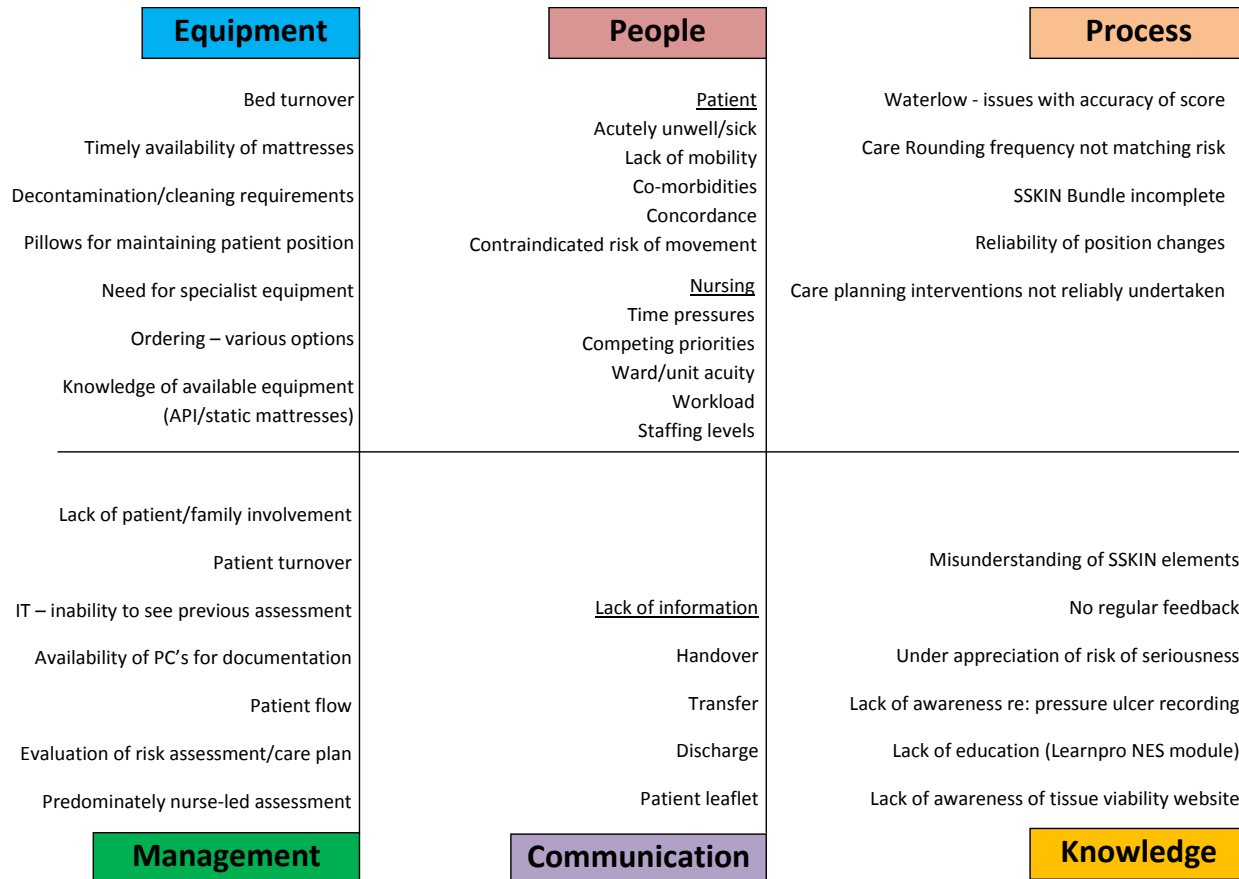 Equipment
Bed turnover
Timely availability of mattresses
Decontamination/cleaning requirements
Pillows for maintaining patient position
Need for specialist equipment
Ordering – various options
Knowledge of available equipment
(API/static mattresses)
People
Patient
Acutely unwell/sick
Lack of mobility
Co-morbidities
Concordance
Contraindicated risk of movement
Nursing
Time pressures
Competing priorities
Ward/unit acuity
Workload
Staffing levels
Process
Waterlow - issues with accuracy of score
Care Rounding frequency not matching risk
SSKIN Bundle incomplete
Reliability of position changes
Care planning interventions not reliably undertaken
Lack of patient/family involvement
Patient turnover
IT – inability to see previous assessment
Availability of PC's for documentation
Patient flow
Evaluation of risk assessment/care plan
Predominately nurse-led assessment
Management
Lack of information
Handover
Transfer
Discharge
Patient leaflet
Communication
Misunderstanding of SSKIN elements
No regular feedback
Under appreciation of risk of seriousness
Lack of awareness re: pressure ulcer recording
Lack of education (Learnpro NES module)
Lack of awareness of tissue viability website
Knowledge